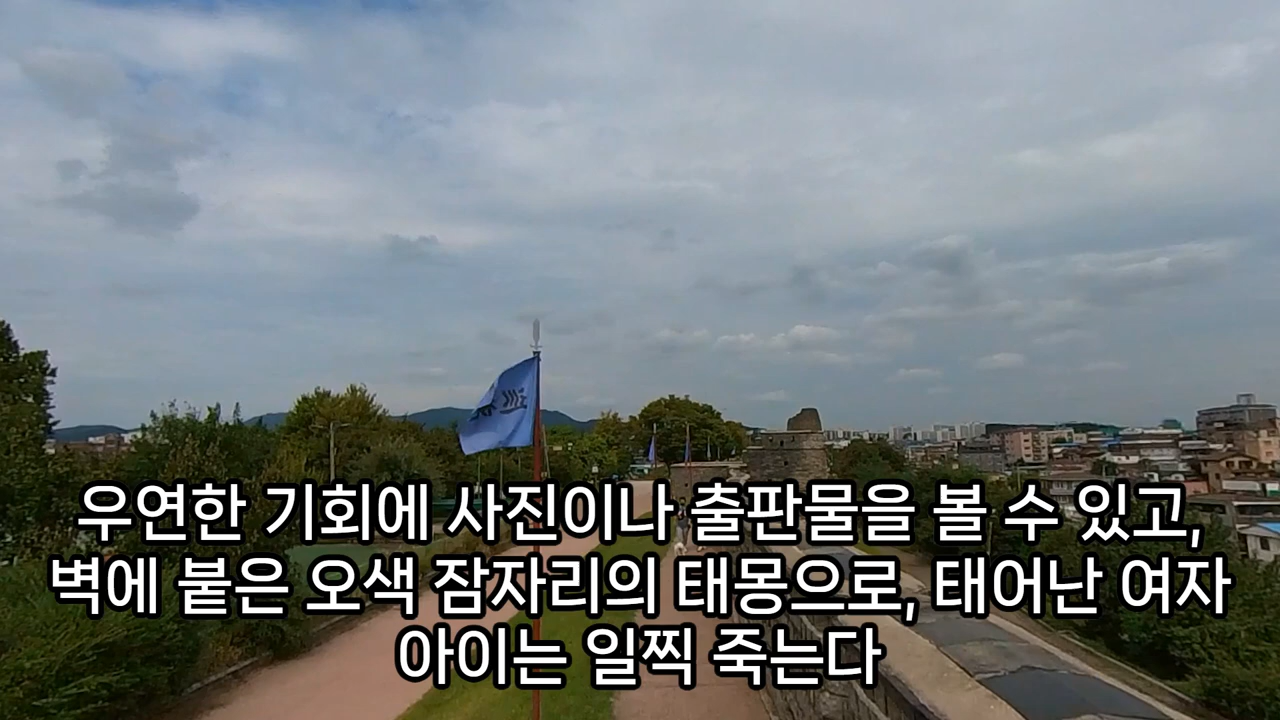 우연한 기회에 사진이나 출판물을 볼 수 있고,
벽에 붙은 오색 잠자리의 태몽으로, 태어난 여자
아이는 일찍 죽는다